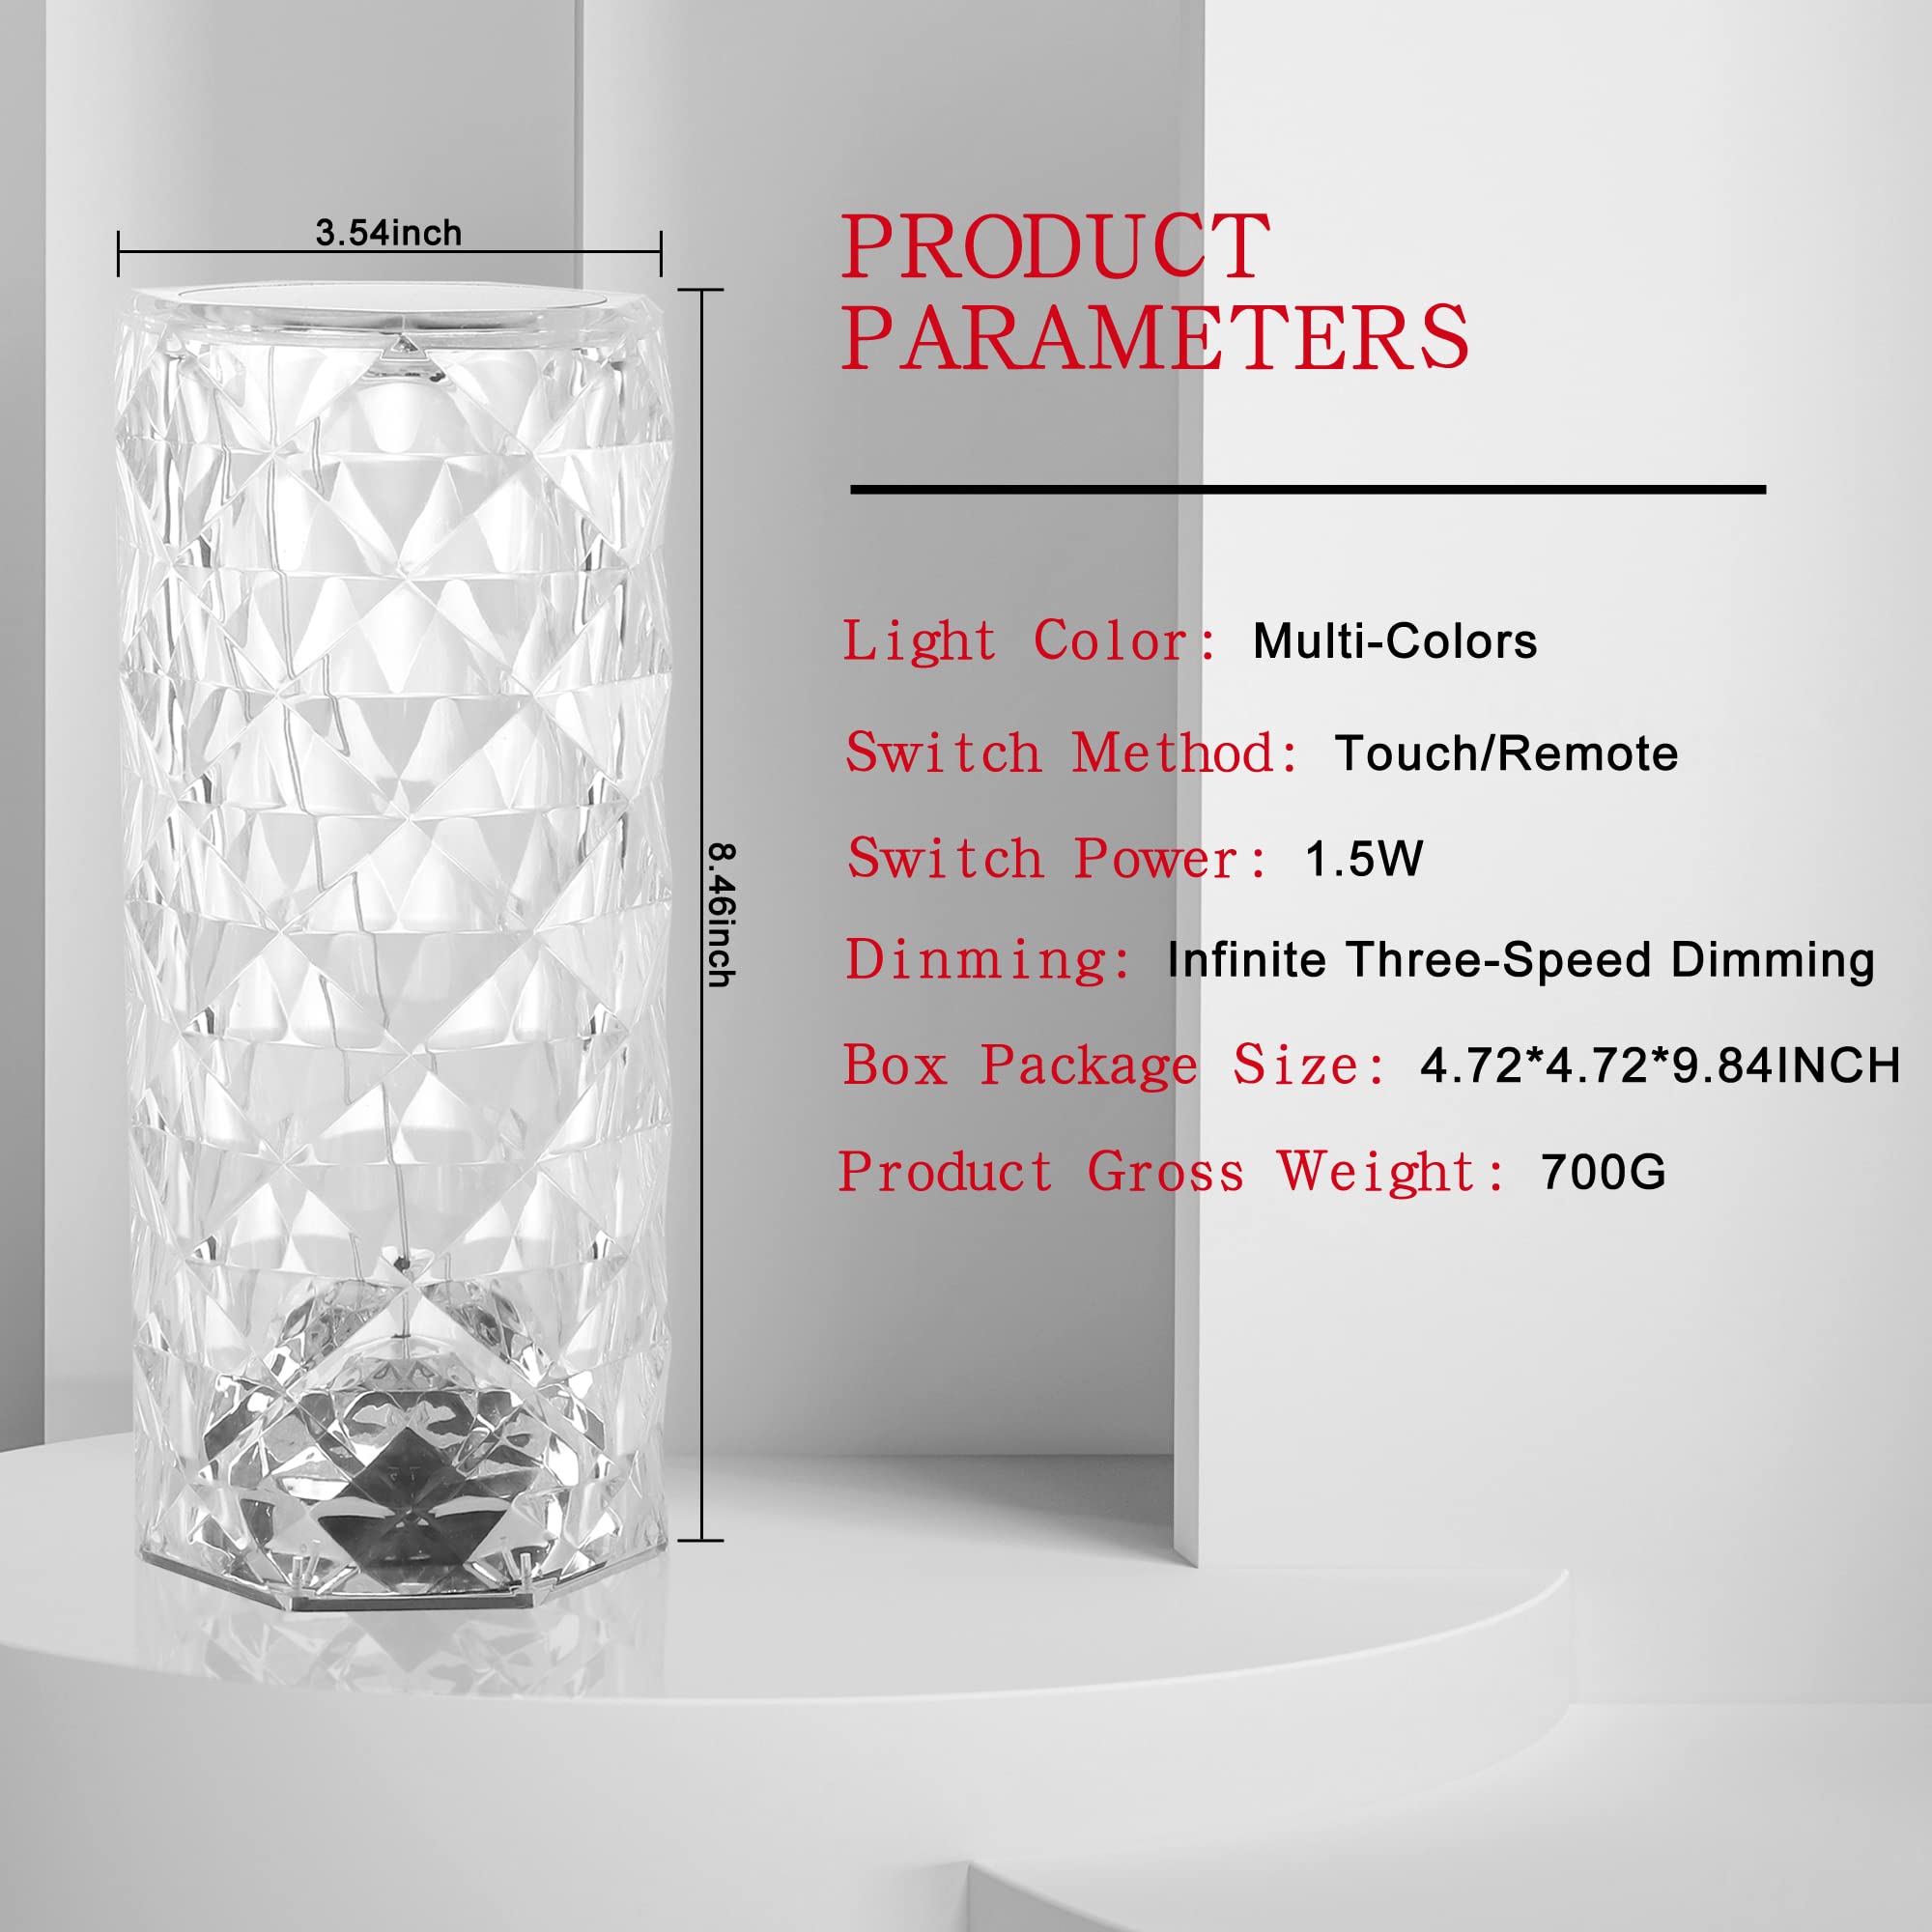 3.54inch
PRODUCT
PARAMETERS
8.46inch
Light Color: Multi-Colors
Switch Method: Touch/Remote
Switch Power: 1.5W
Dinming: Infinite Three-Speed Dimming
Box Package Size: 4.72*4.72*9.84INCH
Product Gross Weight: 700G